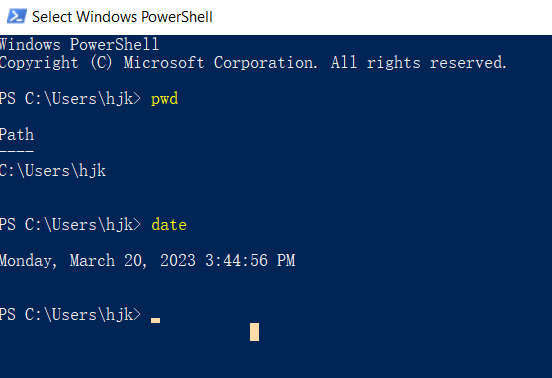 Select Windows PowerShell
Windows PowerShell
Copyright (C) Microsoft Corporation. All rights reserved.
PS C:\Users\hjk> pwd
Path
----
C:\Users\hjk
PS C:\Users\hjk> date
Monday, March 20, 2023 3:44:56 PM
PS C:\Users\hjk>